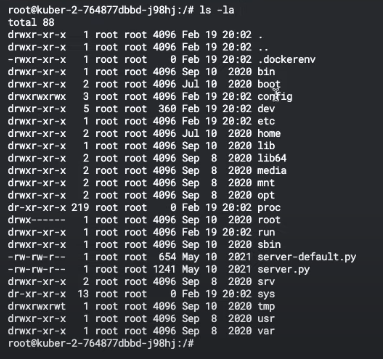 root@kuber-2-764877dbbd-j98hj:/# ls -la
total 88
drwxr-xr-x   1 root root 4096 Feb 19 20:02 .
drwxr-xr-x   1 root root 4096 Feb 19 20:02 ..
-rwxr-xr-x   1 root root    0 Feb 19 20:02 .dockerenv
drwxr-xr-x   1 root root 4096 Sep 10  2020 bin
drwxr-xr-x   2 root root 4096 Jul 10  2020 boot
drwxrwxrwx   3 root root 4096 Feb 19 20:02 config
drwxr-xr-x   5 root root  360 Feb 19 20:02 dev
drwxr-xr-x   1 root root 4096 Feb 19 20:02 etc
drwxr-xr-x   2 root root 4096 Jul 10  2020 home
drwxr-xr-x   1 root root 4096 Sep 10  2020 lib
drwxr-xr-x   2 root root 4096 Sep  8  2020 lib64
drwxr-xr-x   2 root root 4096 Sep  8  2020 media
drwxr-xr-x   2 root root 4096 Sep  8  2020 mnt
drwxr-xr-x   2 root root 4096 Sep  8  2020 opt
dr-xr-xr-x 219 root root    0 Feb 19 20:02 proc
drwx------   1 root root 4096 Sep 10  2020 root
drwxr-xr-x   1 root root 4096 Feb 19 20:02 run
drwxr-xr-x   1 root root 4096 Sep 10  2020 sbin
-rw-rw-r--   1 root root  654 May 10  2021 server-default.py
-rw-rw-r--   1 root root 1241 May 10  2021 server.py
drwxr-xr-x   2 root root 4096 Sep  8  2020 srv
dr-xr-xr-x  13 root root    0 Feb 19 20:02 sys
drwxrwxrwt   1 root root 4096 Sep 10  2020 tmp
drwxr-xr-x   1 root root 4096 Sep  8  2020 usr
drwxr-xr-x   1 root root 4096 Sep  8  2020 var
root@kuber-2-764877dbbd-j98hj:/#